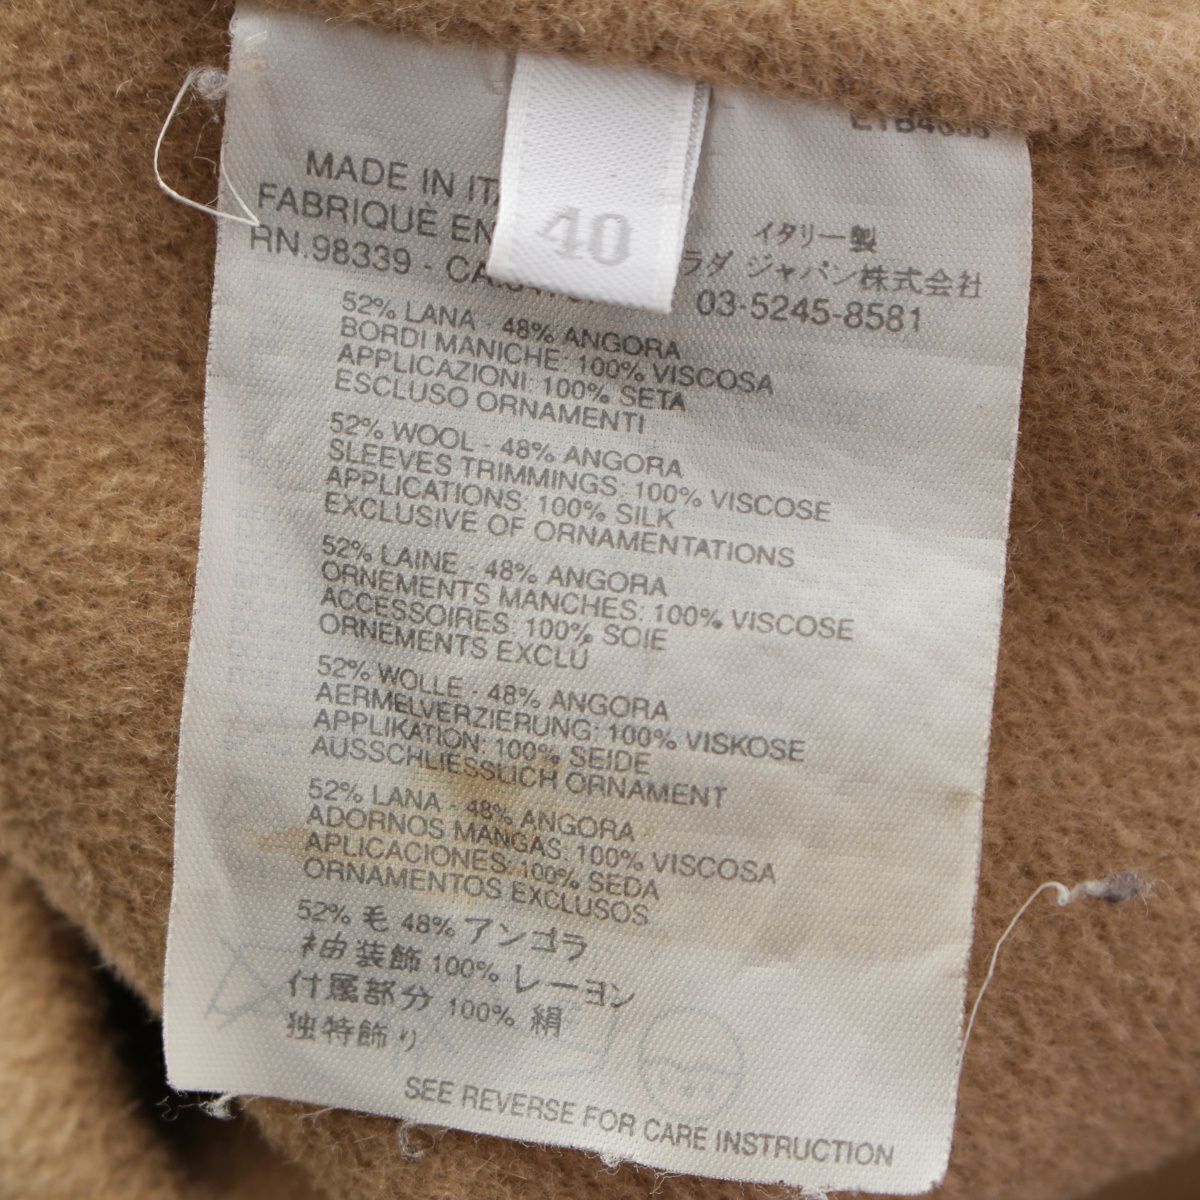 MADE IN
FABRIQUÉ EN
RN.98339 -
40
イタリー製
ラダ ジャパン株式会社
03-5245-8581
52% LANA - 48% ANGORA
BORDI MANICHE: 100% VISCOSA
APPLICAZIONI: 100% SETA
ESCLUSO ORNAMENTI
52% WOOL - 48% ANGORA
SLEEVES TRIMMINGS: 100% VISCOSE
APPLICATIONS: 100% SILK
EXCLUSIVE OF ORNAMENTATIONS
52% LAINE - 48% ANGORA
ORNEMENTS MANCHES: 100% VISCOSE
ACCESSOIRES: 100% SOIE
ORNEMENTS EXCLÚ
52% WOLLE - 48% ANGORA
AERMELVERZIERUNG: 100% VISKOSE
APPLIKATION: 100% SEIDE
AUSSCHLIESSLICH ORNAMENT
52% LANA - 48% ANGORA
ADORNOS MANGAS: 100% VISCOSA
APLICACIONES: 100% SEDA
ORNAMENTOS EXCLUSOS
52% 毛 48% アンゴラ
袖装飾 100% レーヨン
付属部分 100% 絹
独特飾り
SEE REVERSE FOR CARE INSTRUCTION